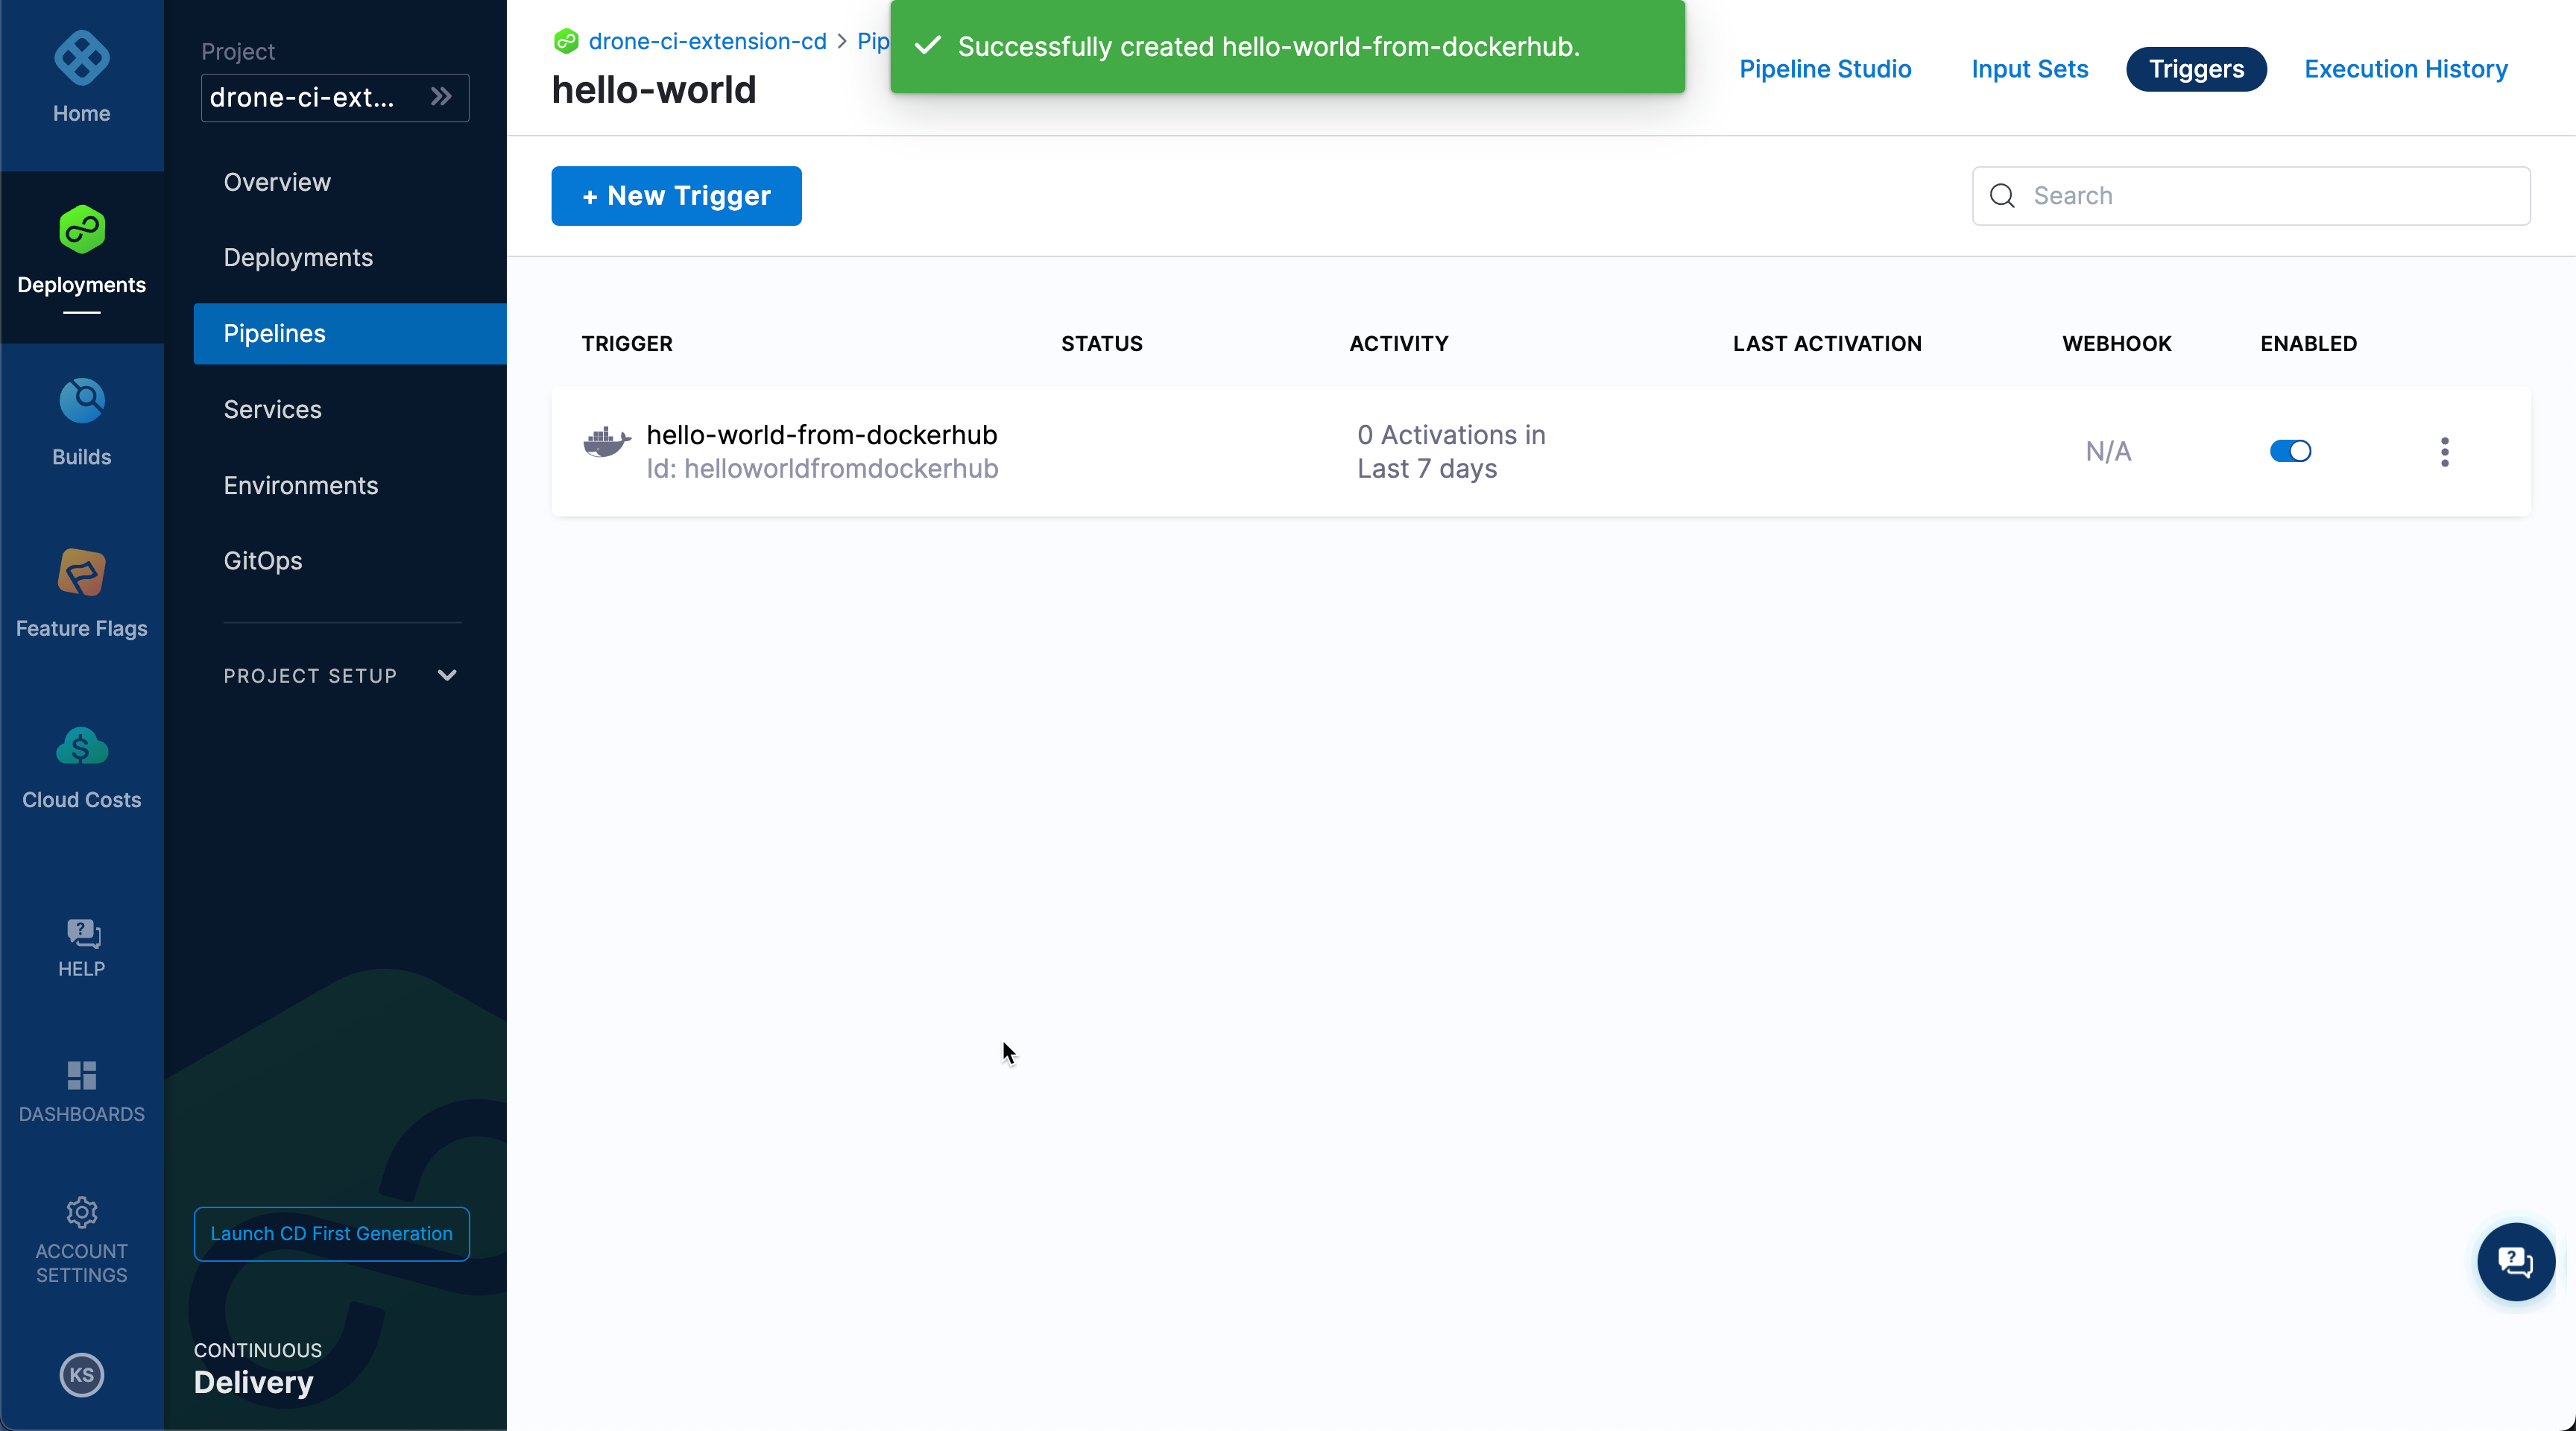 Home
Deployments
Builds
Feature Flags
Cloud Costs
HELP
DASHBOARDS
ACCOUNT
SETTINGS
KS
Project
drone-ci-ext...
Overview
Deployments
Pipelines
Services
Environments
GitOps
PROJECT SETUP
Launch CD First Generation
CONTINUOUS
Delivery
drone-ci-extension-cd > Pip
hello-world
Successfully created hello-world-from-dockerhub.
Pipeline Studio
Input Sets
Triggers
Execution History
+ New Trigger
Search
TRIGGER STATUS ACTIVITY LAST ACTIVATION WEBHOOK ENABLED
hello-world-from-dockerhub
Id: helloworldfromdockerhub
0 Activations in
Last 7 days
N/A